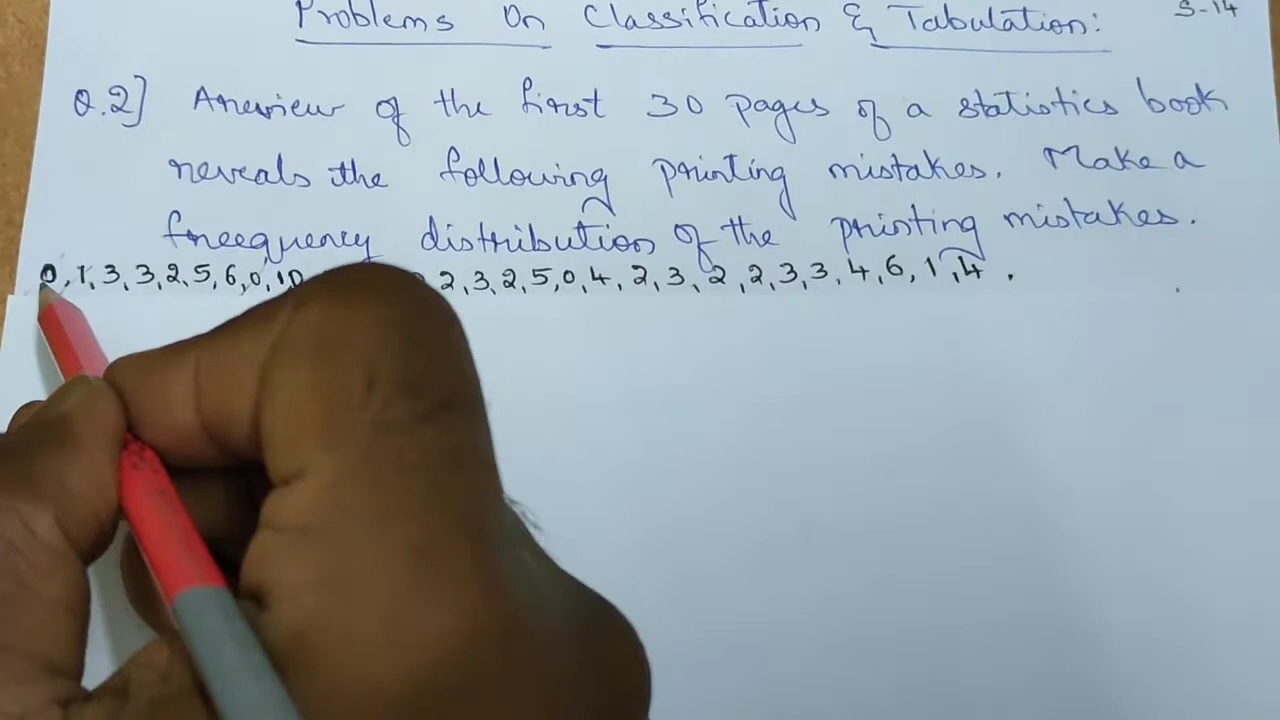 Problems On Classification & Tabulation:
S-14
Q.2] A review of the first 30 pages of a statistics book
reveals the following printing mistakes. Make a
freequency distribution of the printing mistakes.
0, 1, 3, 3, 2, 5, 6, 0, 10 2, 3, 2, 5, 0, 4, 2, 3, 2, 2, 3, 3, 4, 6, 1, 4.